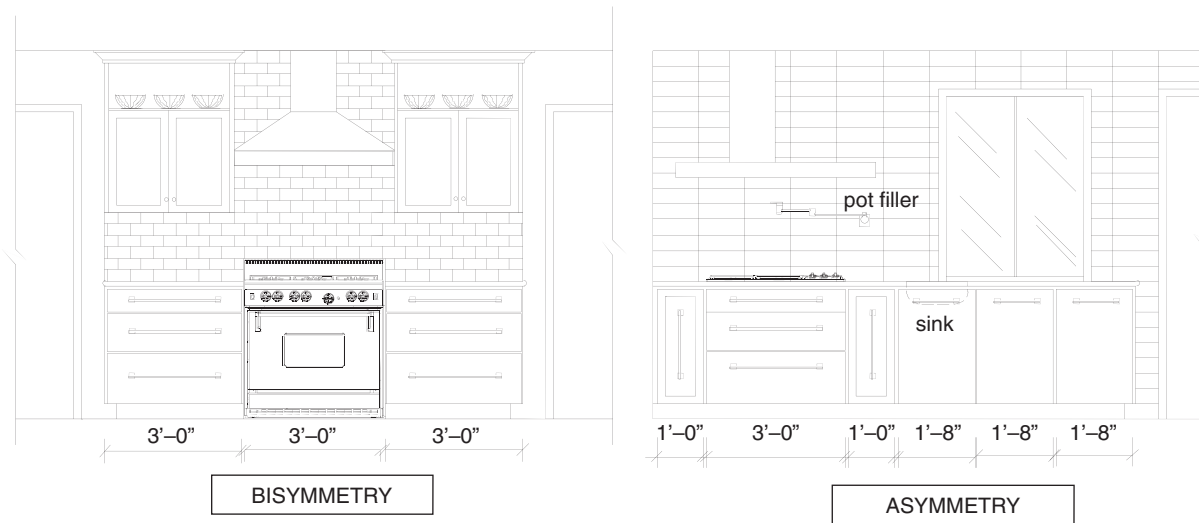 pot filler
sink
3’–0” 3’–0” 3’–0”
BISYMMETRY
1’–0” 3’–0” 1’–0” 1’–8” 1’–8” 1’–8”
ASYMMETRY